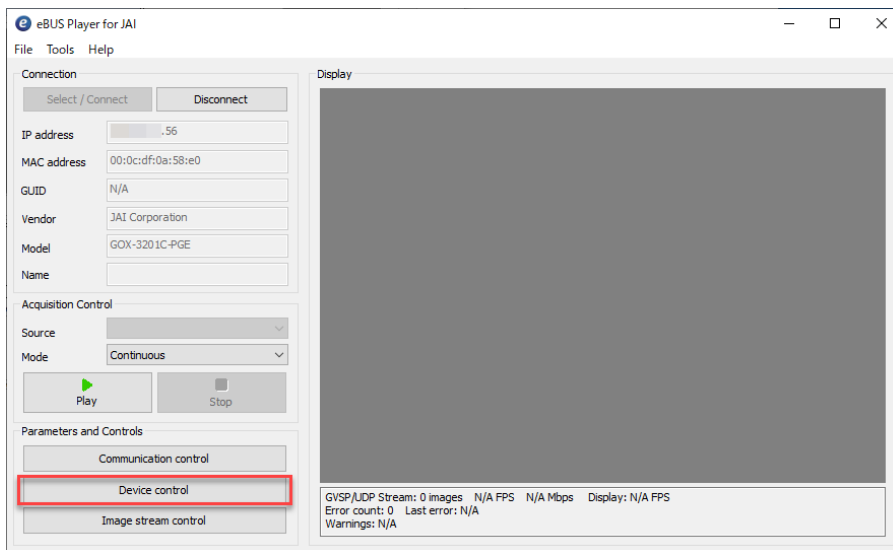 eBUS Player for JAI
File Tools Help
Connection
Select / Connect
Disconnect
IP address
.56
MAC address
00:0c:df:0a:58:e0
GUID
N/A
Vendor
JAI Corporation
Model
GOX-3201C-PGE
Name
Acquisition Control
Source
Mode
Continuous
Play
Stop
Parameters and Controls
Communication control
Device control
Image stream control
Display
GVSP/UDP Stream: 0 images N/A FPS N/A Mbps Display: N/A FPS
Error count: 0 Last error: N/A
Warnings: N/A